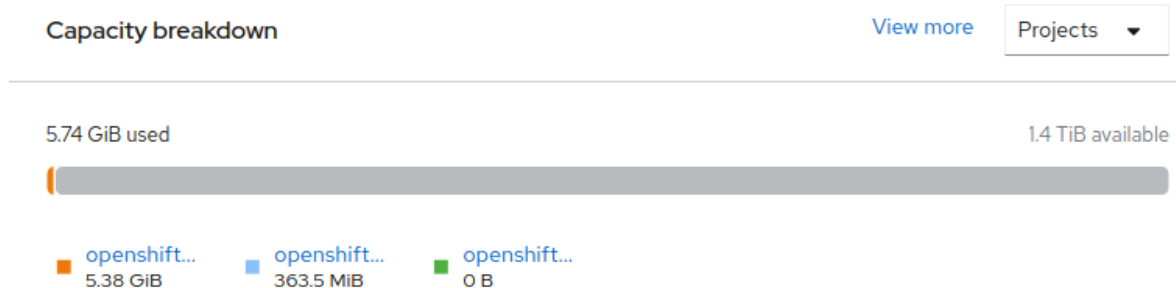 Capacity breakdown
View more
Projects
5.74 GiB used
1.4 TiB available
openshift... openshift... openshift...
5.38 GiB 363.5 MiB 0 B